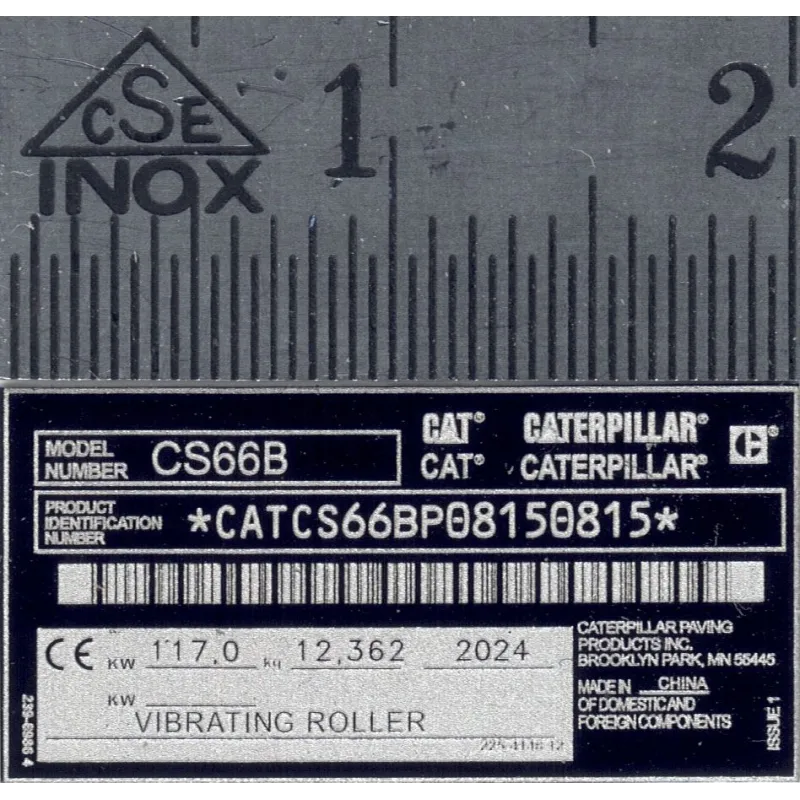 CSE
INOX
1 2
MODEL NUMBER CS66B
CAT® CATERPILLAR®
CAT® CATERPILLAR®
PRODUCT IDENTIFICATION NUMBER *CATCS66BP08150815*
CE KW 117,0 kg 12,362 2024
KW
VIBRATING ROLLER
CATERPILLAR PAVING
PRODUCTS INC.
BROOKLYN PARK, MN 55445
MADE IN CHINA
OF DOMESTIC AND
FOREIGN COMPONENTS
ISSUE 1